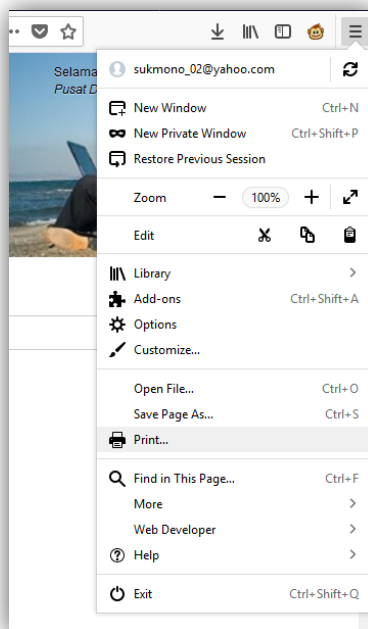 Selama
Pusat D
sukmono_02@yahoo.com
New Window Ctrl+N
New Private Window Ctrl+Shift+P
Restore Previous Session
Zoom − 100% +
Edit
Library >
Add-ons Ctrl+Shift+A
Options
Customize...
Open File... Ctrl+O
Save Page As... Ctrl+S
Print...
Find in This Page... Ctrl+F
More >
Web Developer >
Help >
Exit Ctrl+Shift+Q